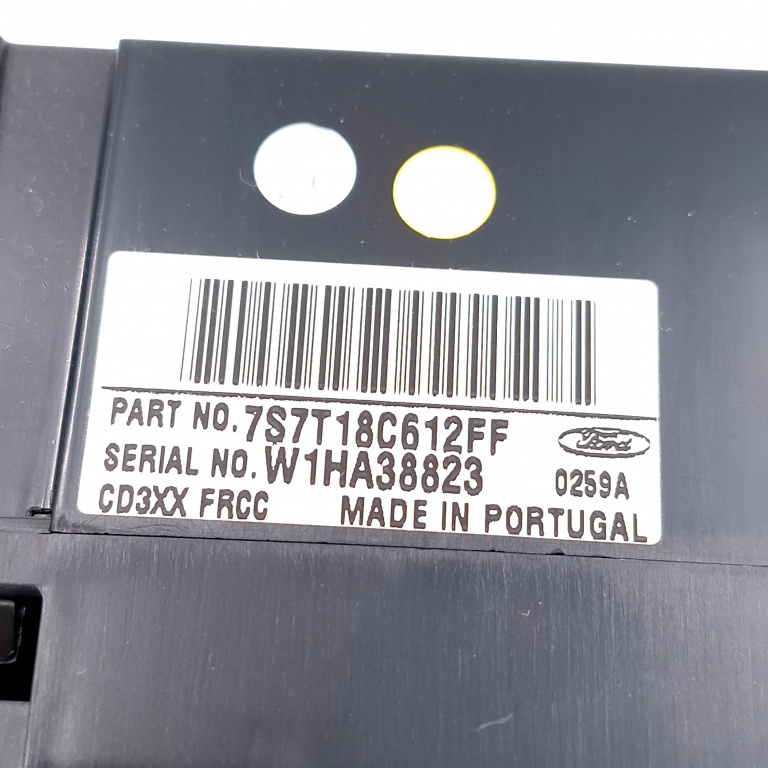 PART NO. 7S7T18C612FF
Ford
SERIAL NO. W1HA38823
0259A
CD3XX FRCC MADE IN PORTUGAL